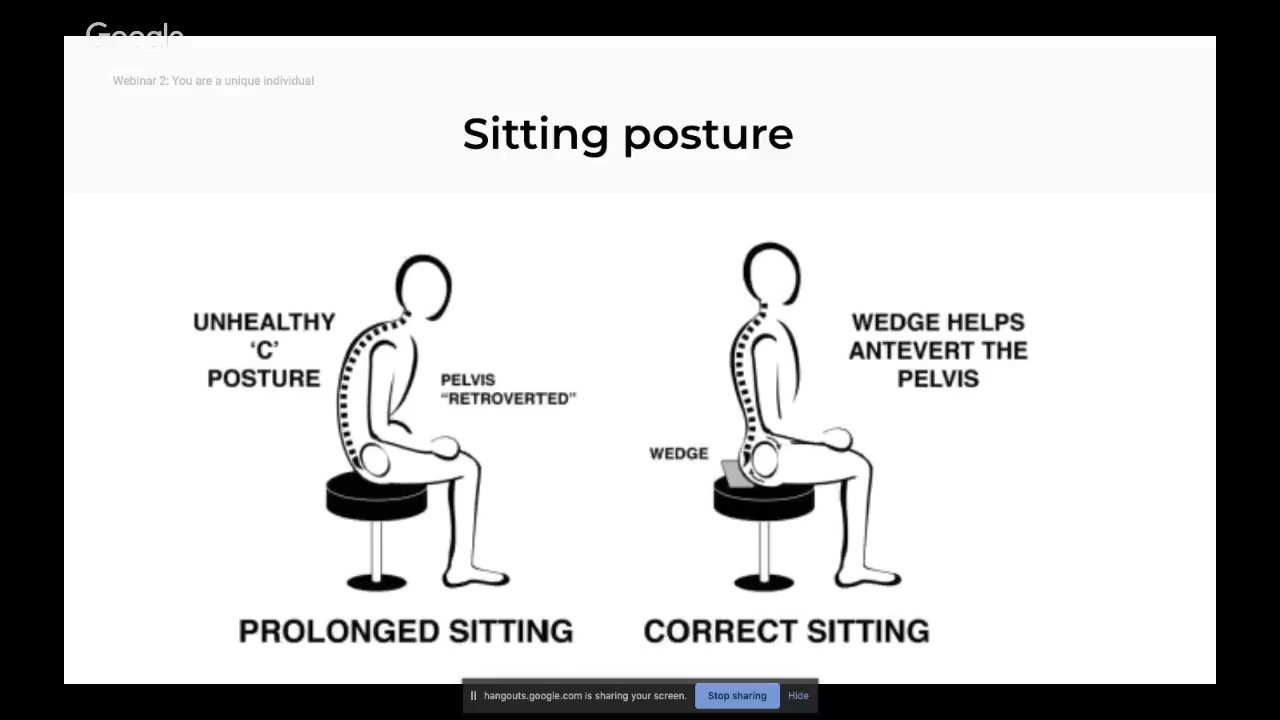 Google
Webinar 2: You are a unique individual
Sitting posture
UNHEALTHY
‘C’
POSTURE
PELVIS
“RETROVERTED”
WEDGE HELPS
ANTEVERT THE
PELVIS
WEDGE
PROLONGED SITTING
CORRECT SITTING
hangouts.google.com is sharing your screen.
Stop sharing
Hide